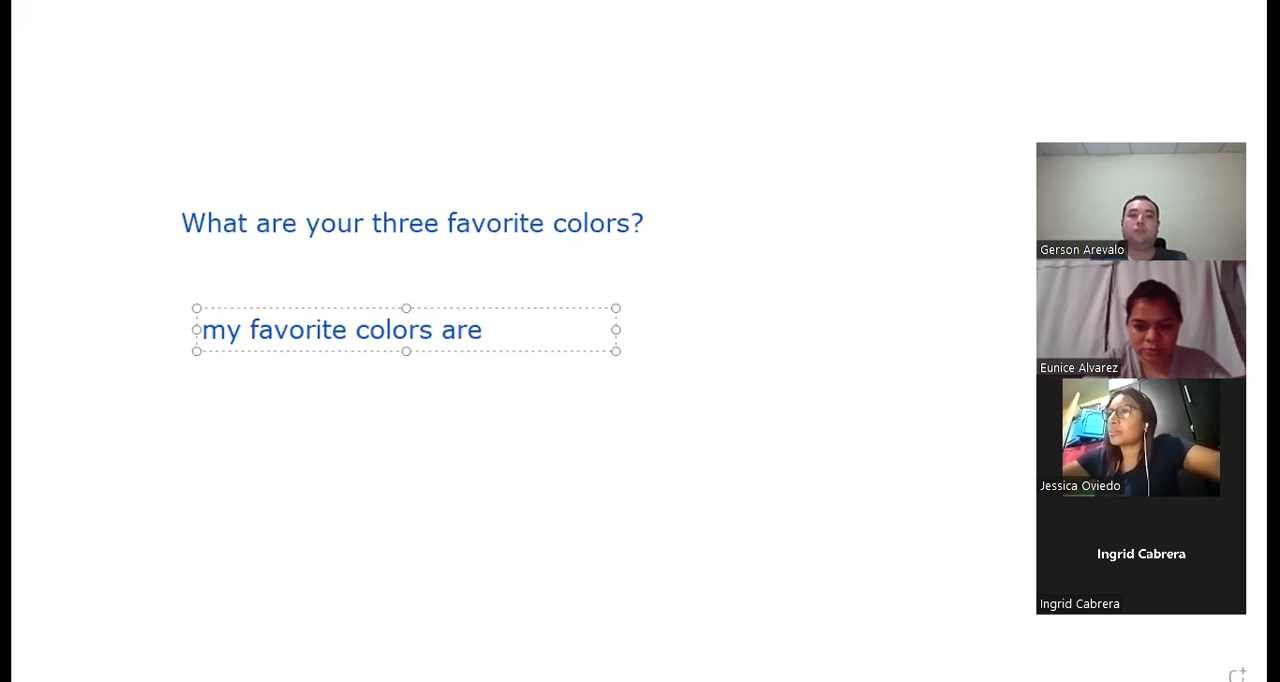 What are your three favorite colors?
my favorite colors are
Gerson Arevalo
Eunice Alvarez
Jessica Oviedo
Ingrid Cabrera
Ingrid Cabrera